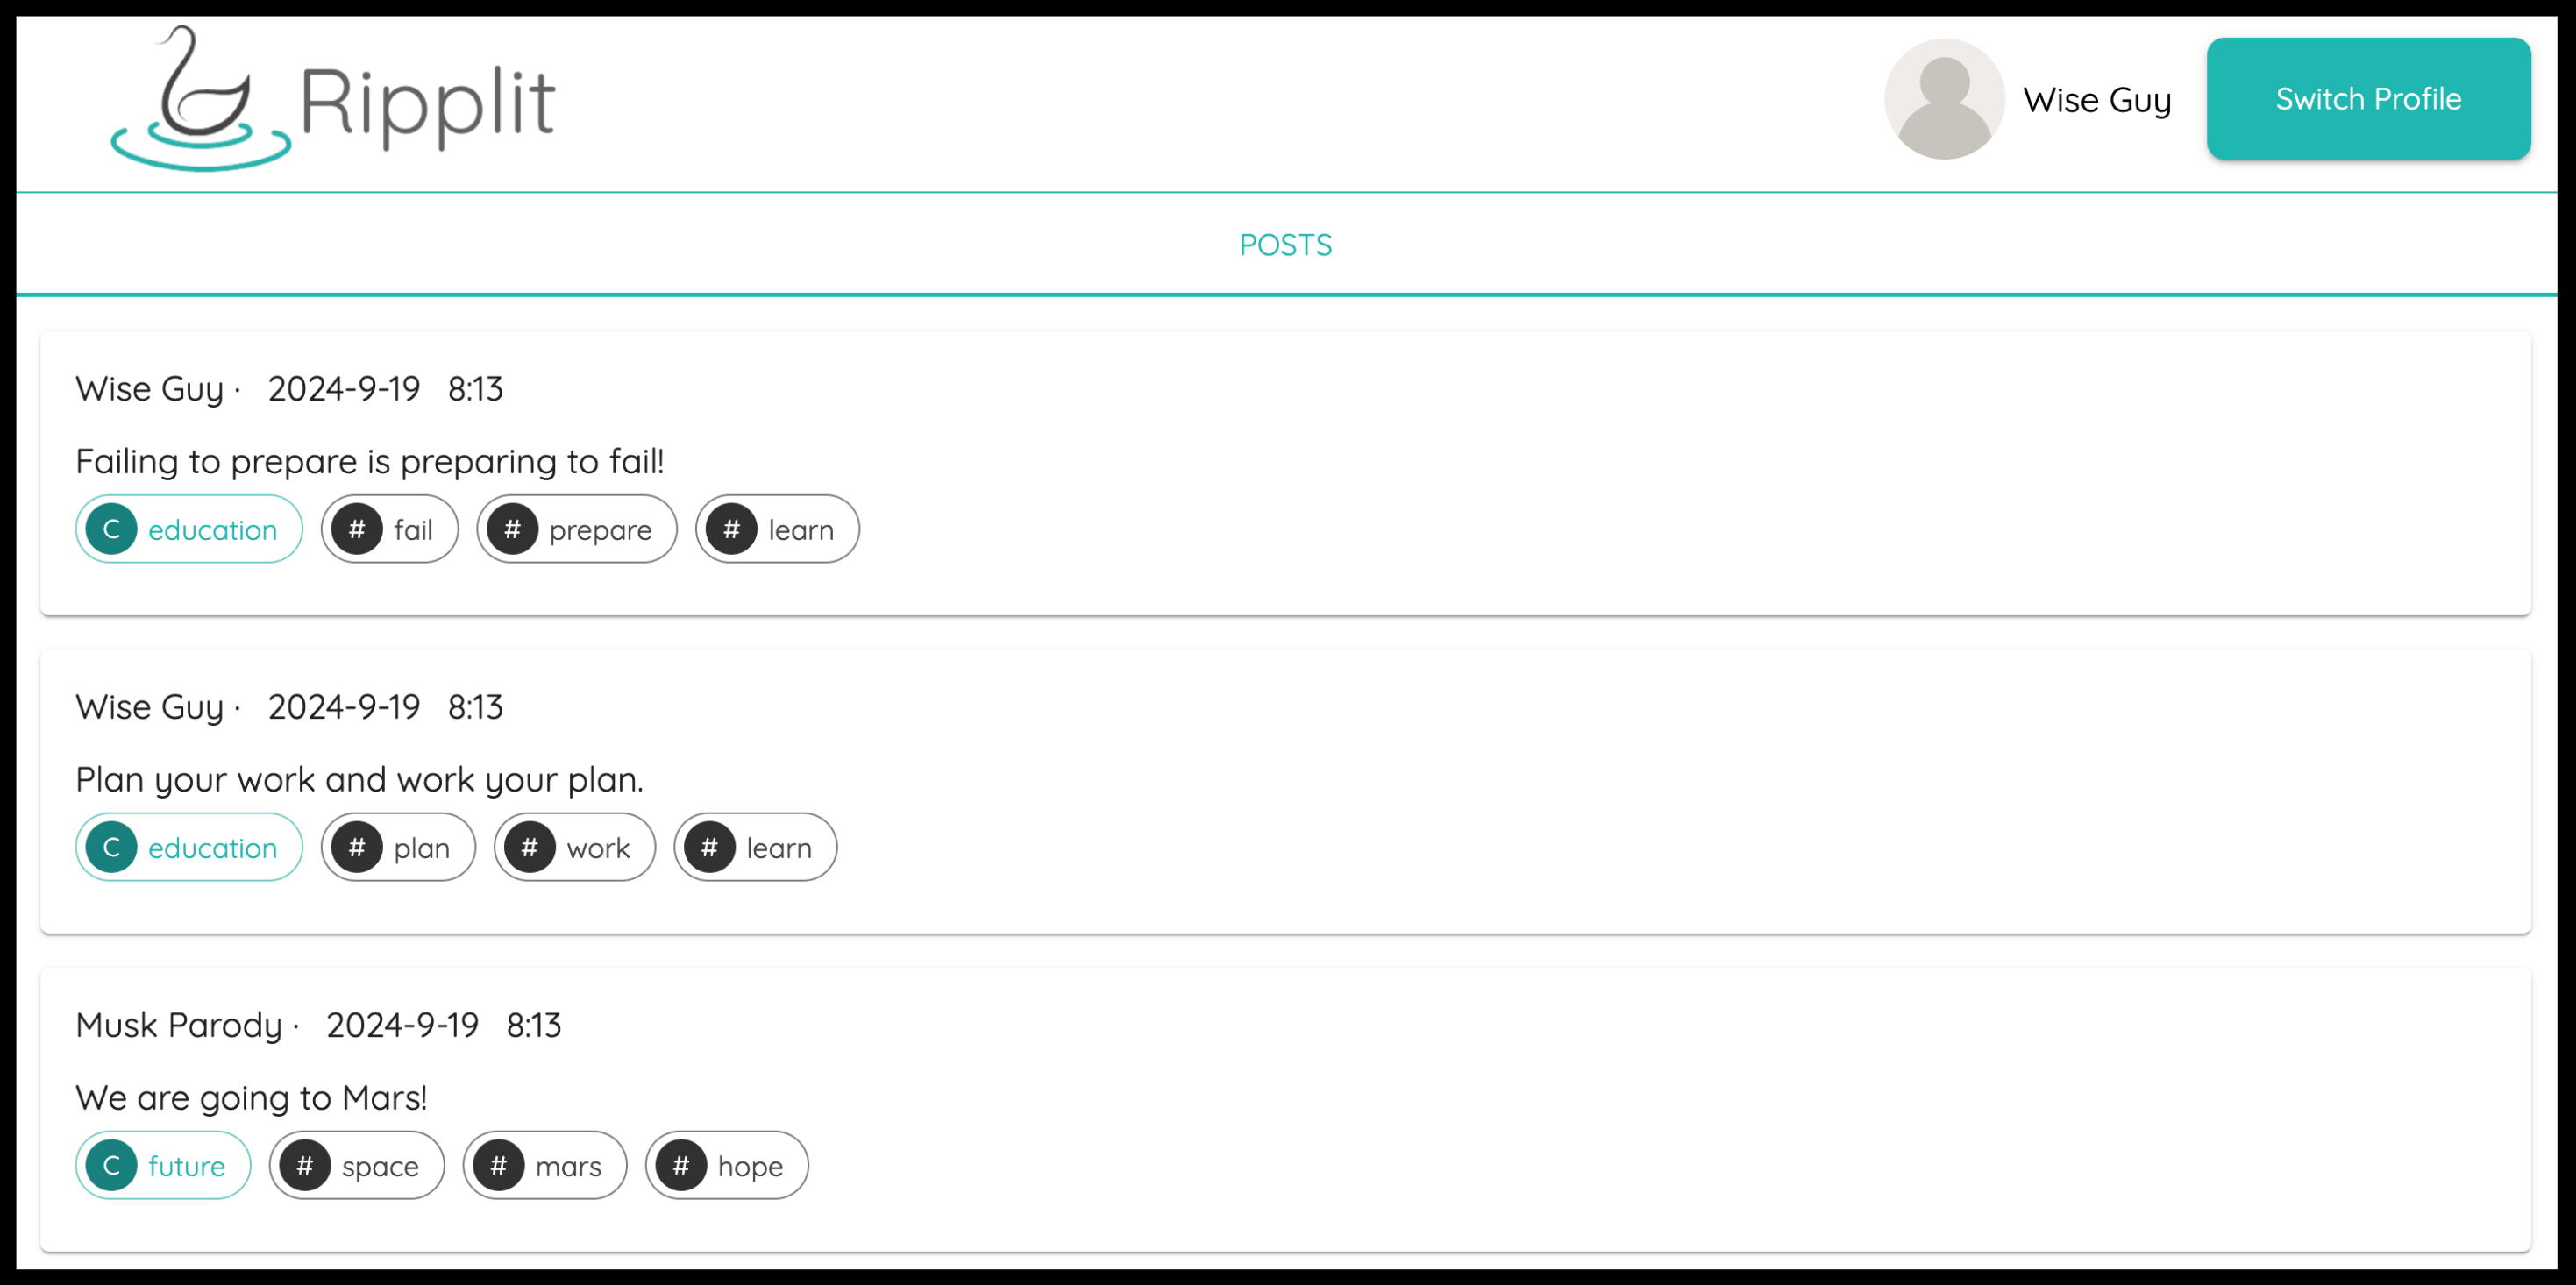 Ripplit
Wise Guy
Switch Profile
POSTS
Wise Guy · 2024-9-19 8:13
Failing to prepare is preparing to fail!
C education # fail # prepare # learn
Wise Guy · 2024-9-19 8:13
Plan your work and work your plan.
C education # plan # work # learn
Musk Parody · 2024-9-19 8:13
We are going to Mars!
C future # space # mars # hope